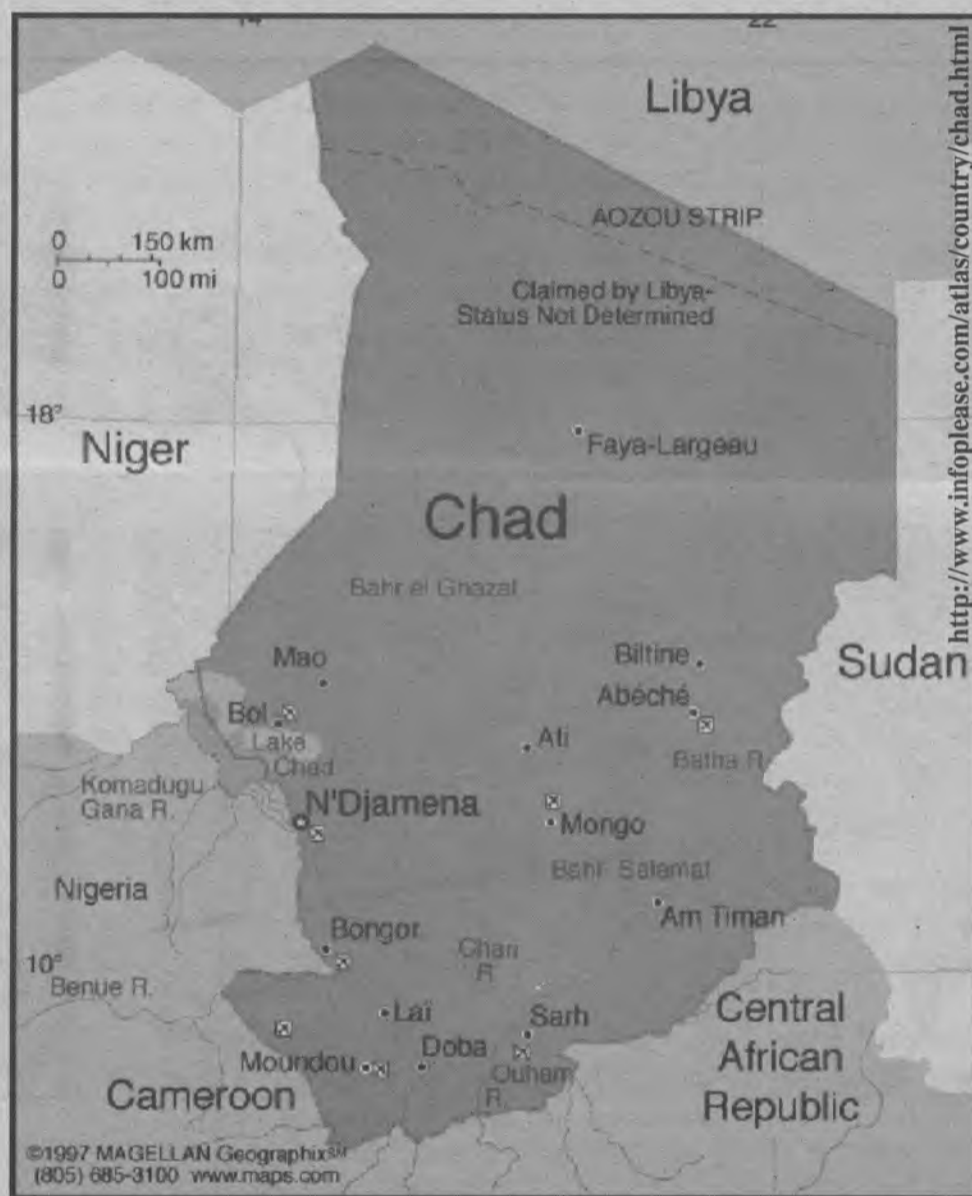 14
22
Libya
http://www.infoplease.com/atlas/country/chad.html
AOZOU STRIP
0 150 km
0 100 mi
Claimed by Libya-
Status Not Determined
18°
Niger
Faya-Largeau
Chad
Bahr el Ghazal
Mao
Biltine
Sudan
Abéché
Bol
Lake
Chad
Ati
Batha R.
Komadugu
Gana R.
N'Djamena
Mongo
Bahr Salamat
Nigeria
Am Timan
Bongor
Chari
R.
10°
Benue R.
Laï
Sarh
Central
African
Republic
Moundou
Doba
Ouham
R.
Cameroon
©1997 MAGELLAN Geographix℠
(805) 685-3100 www.maps.com